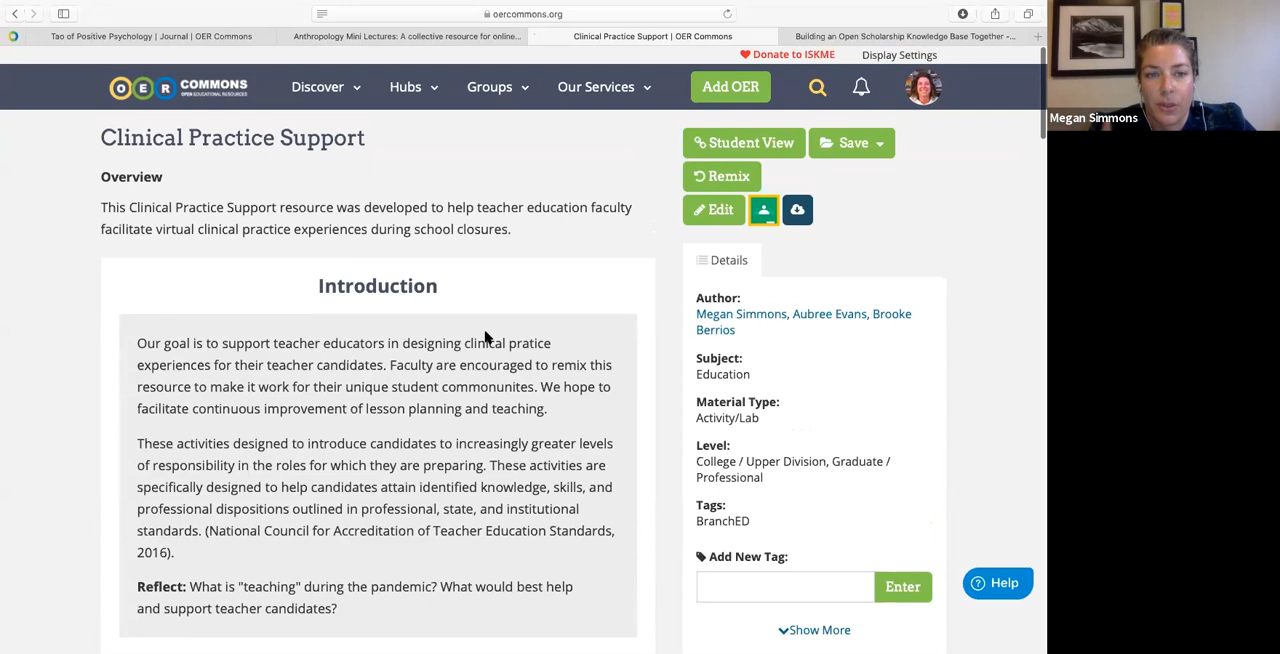 oercommons.org
Tao of Positive Psychology | Journal | OER Commons
Anthropology Mini Lectures: A collective resource for online...
Clinical Practice Support | OER Commons
Building an Open Scholarship Knowledge Base Together -...
Donate to ISKME
Display Settings
OER COMMONS
OPEN EDUCATIONAL RESOURCES
Discover
Hubs
Groups
Our Services
Add OER
Megan Simmons
Clinical Practice Support
Student View
Save
Remix
Edit
Overview
This Clinical Practice Support resource was developed to help teacher education faculty
facilitate virtual clinical practice experiences during school closures.
Introduction
Our goal is to support teacher educators in designing clinical pratice
experiences for their teacher candidates. Faculty are encouraged to remix this
resource to make it work for their unique student commununites. We hope to
facilitate continuous improvement of lesson planning and teaching.
These activities designed to introduce candidates to increasingly greater levels
of responsibility in the roles for which they are preparing. These activities are
specifically designed to help candidates attain identified knowledge, skills, and
professional dispositions outlined in professional, state, and institutional
standards. (National Council for Accreditation of Teacher Education Standards,
2016).
Reflect: What is "teaching" during the pandemic? What would best help
and support teacher candidates?
Details
Author:
Megan Simmons, Aubree Evans, Brooke
Berrios
Subject:
Education
Material Type:
Activity/Lab
Level:
College / Upper Division, Graduate /
Professional
Tags:
BranchED
Add New Tag:
Enter
Show More
Help